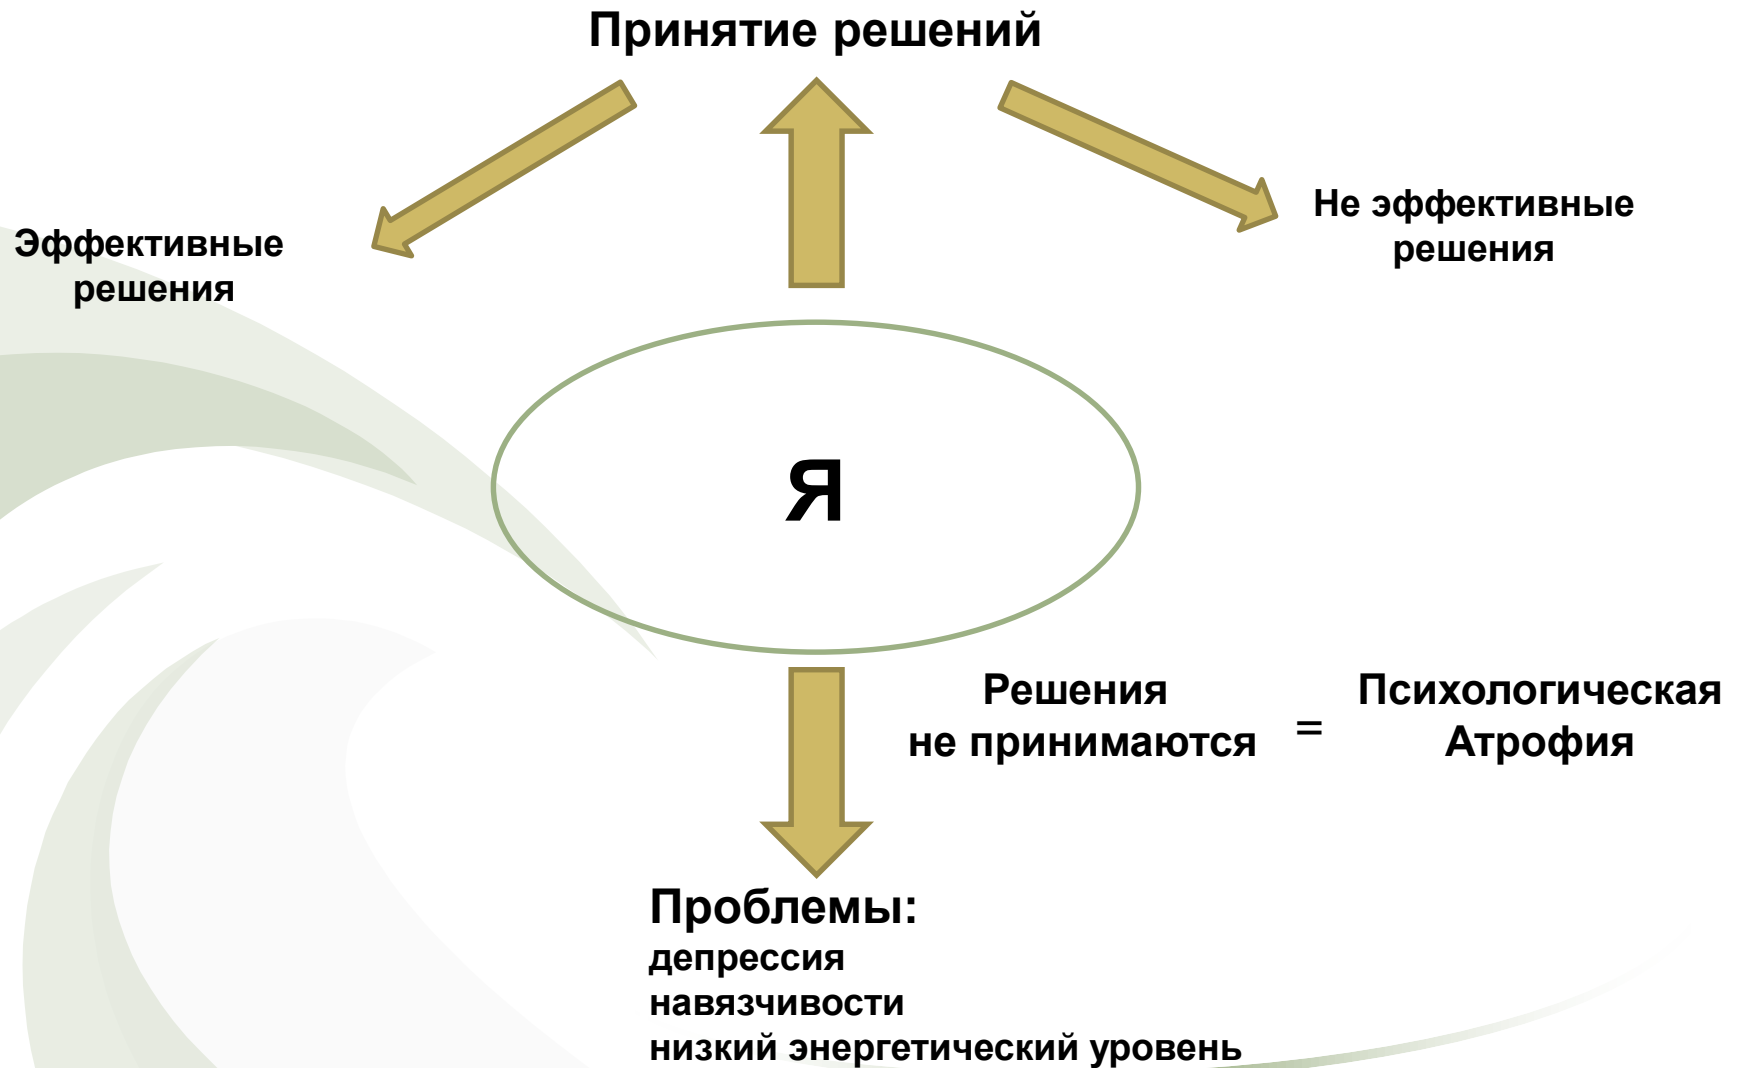 Принятие решений
Эффективные
решения
Не эффективные
решения
Я
Решения
не принимаются
=
Психологическая
Атрофия
Проблемы:
депрессия
навязчивости
низкий энергетический уровень